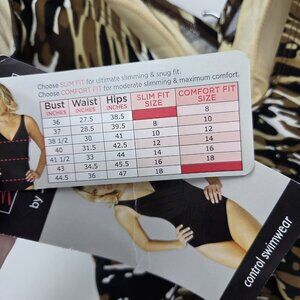 Choose SLIM FIT for ultimate slimming & snug fit.
Choose COMFORT FIT for moderate slimming & maximum comfort.
Bust INCHES Waist INCHES Hips INCHES SLIM FIT SIZE COMFORT FIT SIZE
36 27.5 38.5 8
37 28.5 39.5 8 10
38 1/2 30 41 10 12
40 31.5 42.5 12 14
41 1/2 33 44 14 16
43 34.5 45.5 16 18
44.5 36 47 18
by
control swimwear